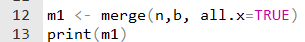 12 m1 <- merge(n,b, all.x=TRUE)
13 print(m1)